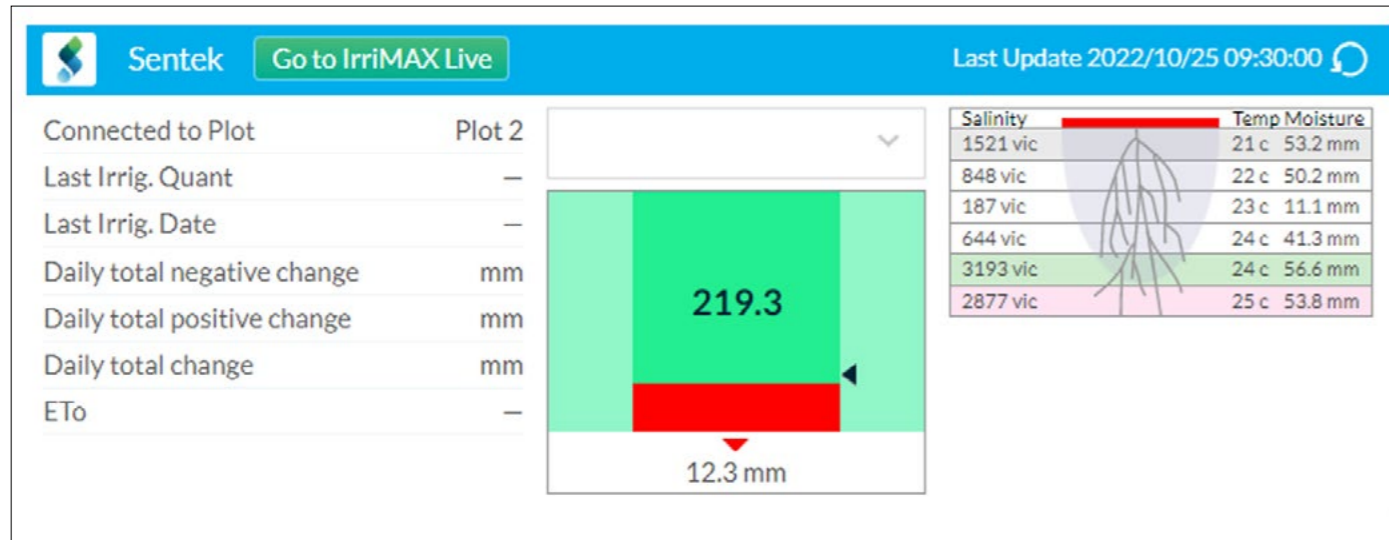 Sentek Go to IrriMAX Live Last Update 2022/10/25 09:30:00
Connected to Plot Plot 2
Last Irrig. Quant —
Last Irrig. Date —
Daily total negative change mm
Daily total positive change mm
Daily total change mm
ETo —
219.3
12.3 mm
Salinity Temp Moisture
1521 vic 21 c 53.2 mm
848 vic 22 c 50.2 mm
187 vic 23 c 11.1 mm
644 vic 24 c 41.3 mm
3193 vic 24 c 56.6 mm
2877 vic 25 c 53.8 mm